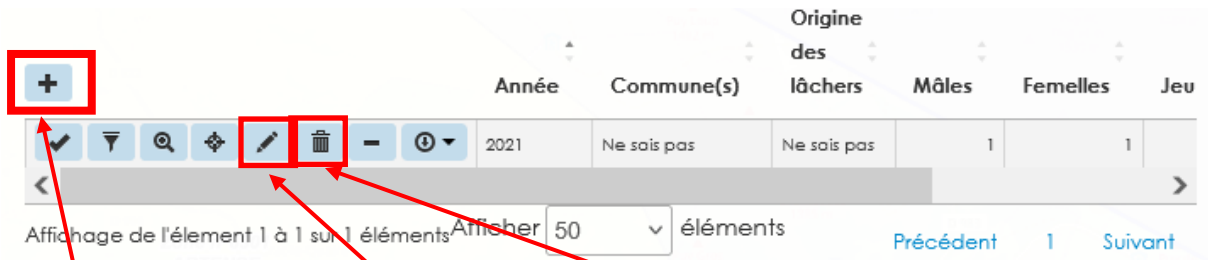 Origine
des
Année Commune(s) lâchers Mâles Femelles Jeu
2021 Ne sais pas Ne sais pas 1 1
Affichage de l'élement 1 à 1 sur 1 éléments Afficher 50 éléments
Précédent 1 Suivant